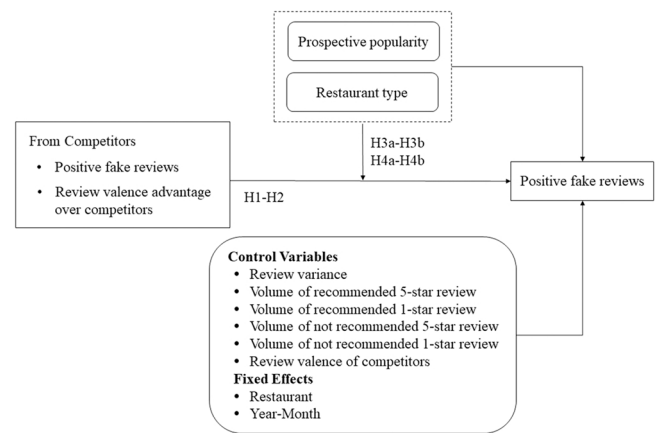 Prospective popularity
Restaurant type
From Competitors
• Positive fake reviews
• Review valence advantage
over competitors
H3a-H3b
H4a-H4b
H1-H2
Positive fake reviews
Control Variables
• Review variance
• Volume of recommended 5-star review
• Volume of recommended 1-star review
• Volume of not recommended 5-star review
• Volume of not recommended 1-star review
• Review valence of competitors
Fixed Effects
• Restaurant
• Year-Month